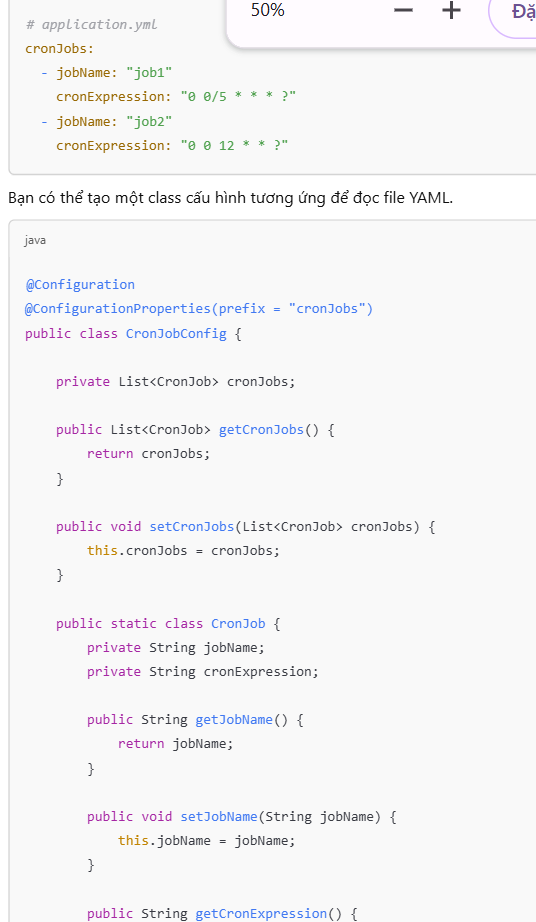 50%
Đặ
# application.yml
cronJobs:
  - jobName: "job1"
    cronExpression: "0 0/5 * * * ?"
  - jobName: "job2"
    cronExpression: "0 0 12 * * ?"
Bạn có thể tạo một class cấu hình tương ứng để đọc file YAML.
java
@Configuration
@ConfigurationProperties(prefix = "cronJobs")
public class CronJobConfig {
    private List<CronJob> cronJobs;
    public List<CronJob> getCronJobs() {
        return cronJobs;
    }
    public void setCronJobs(List<CronJob> cronJobs) {
        this.cronJobs = cronJobs;
    }
    public static class CronJob {
        private String jobName;
        private String cronExpression;
        public String getJobName() {
            return jobName;
        }
        public void setJobName(String jobName) {
            this.jobName = jobName;
        }
        public String getCronExpression() {